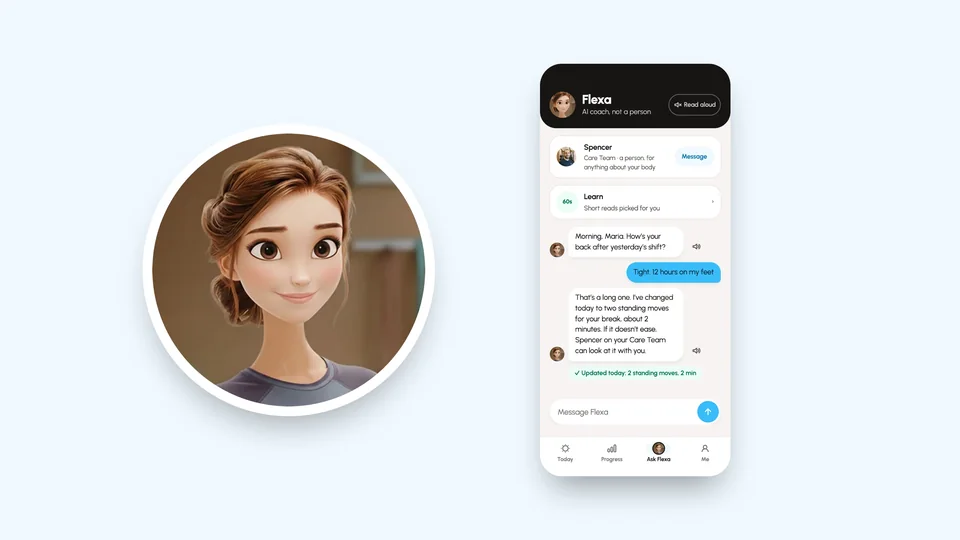 Flexa
AI coach, not a person
Read aloud
Spencer
Care Team · a person, for
anything about your body
Message
60s
Learn
Short reads picked for you
Morning, Maria. How's your
back after yesterday's shift?
Tight. 12 hours on my feet
That's a long one. I've changed
today to two standing moves
for your break, about 2
minutes. If it doesn't ease,
Spencer on your Care Team
can look at it with you.
✓ Updated today: 2 standing moves, 2 min
Message Flexa
Today
Progress
Ask Flexa
Me